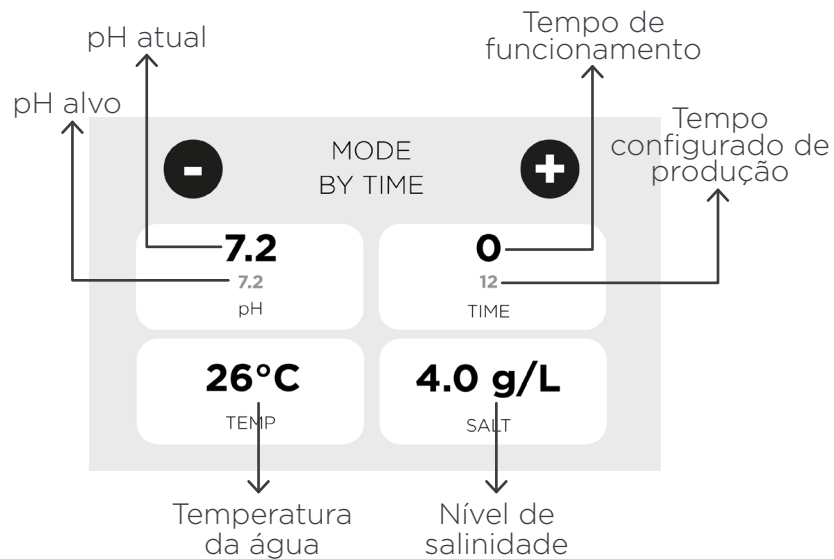 pH atual
Tempo de
funcionamento
pH alvo
Tempo
configurado de
produção
-
MODE
+
BY TIME
7.2
0
7.2
12
pH
TIME
26°C
4.0 g/L
TEMP
SALT
Temperatura
da água
Nível de
salinidade